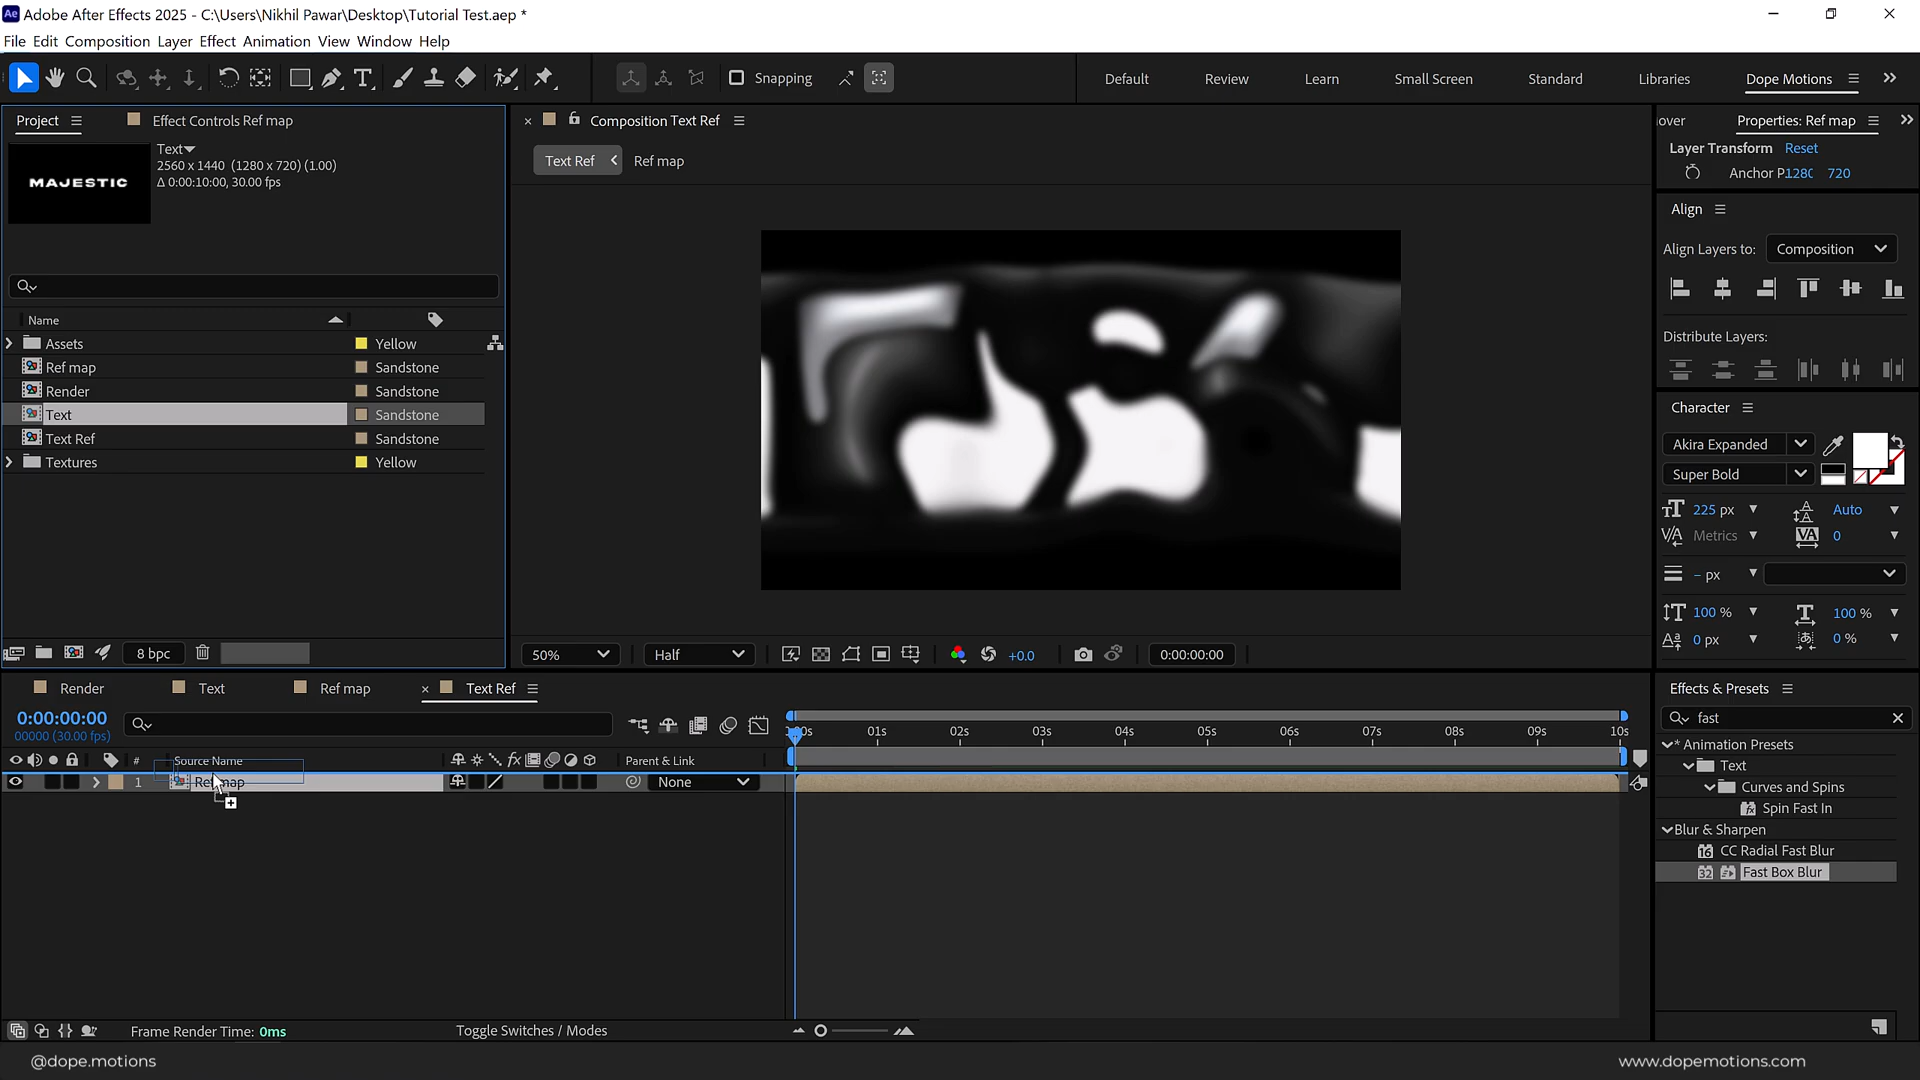 Adobe After Effects 2025 - C:\Users\Nikhil Pawar\Desktop\Tutorial Test.aep *
File Edit Composition Layer Effect Animation View Window Help
Snapping
Default Review Learn Small Screen Standard Libraries Dope Motions
Project Effect Controls Ref map
Composition Text Ref
over Properties: Ref map
MAJESTIC
Text
2560 x 1440 (1280 x 720) (1.00)
Δ 0:00:10:00, 30.00 fps
Text Ref Ref map
Layer Transform Reset
Anchor P 1280 720
Align
Align Layers to: Composition
Distribute Layers:
Name
Assets Yellow
Ref map Sandstone
Render Sandstone
Text Sandstone
Text Ref Sandstone
Textures Yellow
Character
Akira Expanded
Super Bold
225 px Auto
Metrics 0
- px
100 % 100 %
0 px 0 %
8 bpc
50% Half +0.0 0:00:00:00
Render Text Ref map Text Ref
0:00:00:00
00000 (30.00 fps)
01s 02s 03s 04s 05s 06s 07s 08s 09s 10s
# Source Name fx Parent & Link
1 Ref map None
Effects & Presets
fast
* Animation Presets
Text
Curves and Spins
Spin Fast In
Blur & Sharpen
16 CC Radial Fast Blur
32 Fast Box Blur
Frame Render Time: 0ms
Toggle Switches / Modes
@dope.motions
www.dopemotions.com